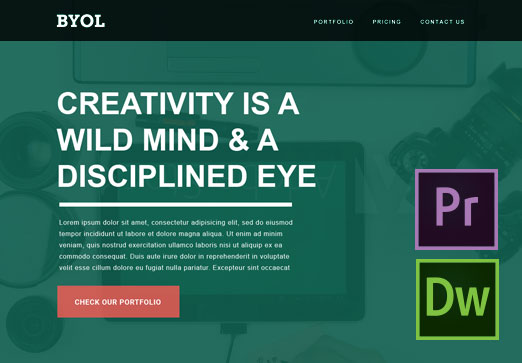 BYOL
PORTFOLIO PRICING CONTACT US
CREATIVITY IS A
WILD MIND & A
DISCIPLINED EYE
Lorem ipsum dolor sit amet, consectetur adipisicing elit, sed do eiusmod
tempor incididunt ut labore et dolore magna aliqua. Ut enim ad minim
veniam, quis nostrud exercitation ullamco laboris nisi ut aliquip ex ea
commodo consequat. Duis aute irure dolor in reprehenderit in voluptate
velit esse cillum dolore eu fugiat nulla pariatur. Excepteur sint occaecat
CHECK OUR PORTFOLIO
Pr
Dw